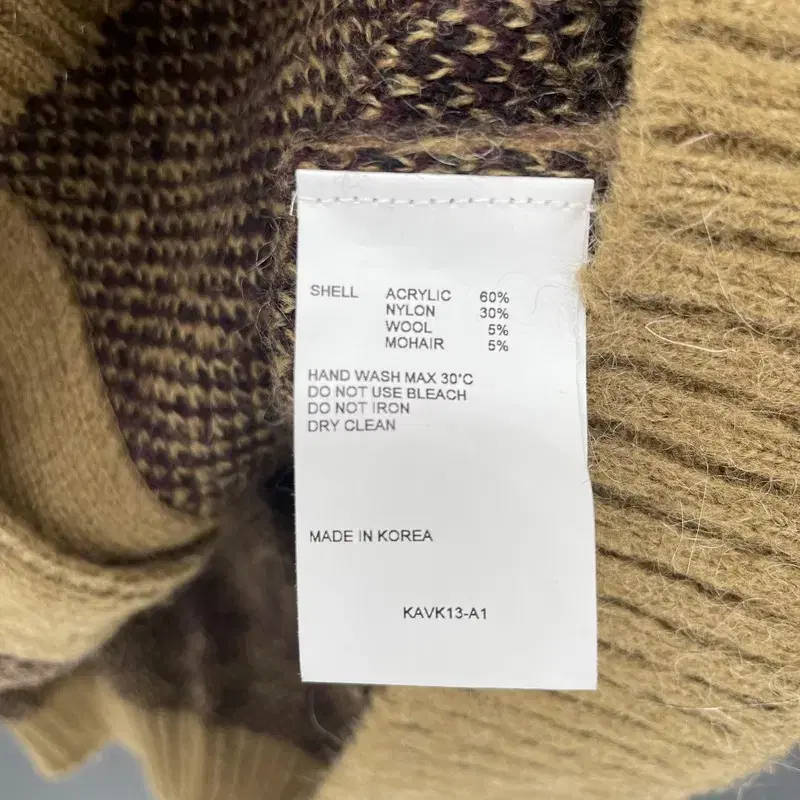 SHELL ACRYLIC 60%
NYLON 30%
WOOL 5%
MOHAIR 5%
HAND WASH MAX 30°C
DO NOT USE BLEACH
DO NOT IRON
DRY CLEAN
MADE IN KOREA
KAVK13-A1